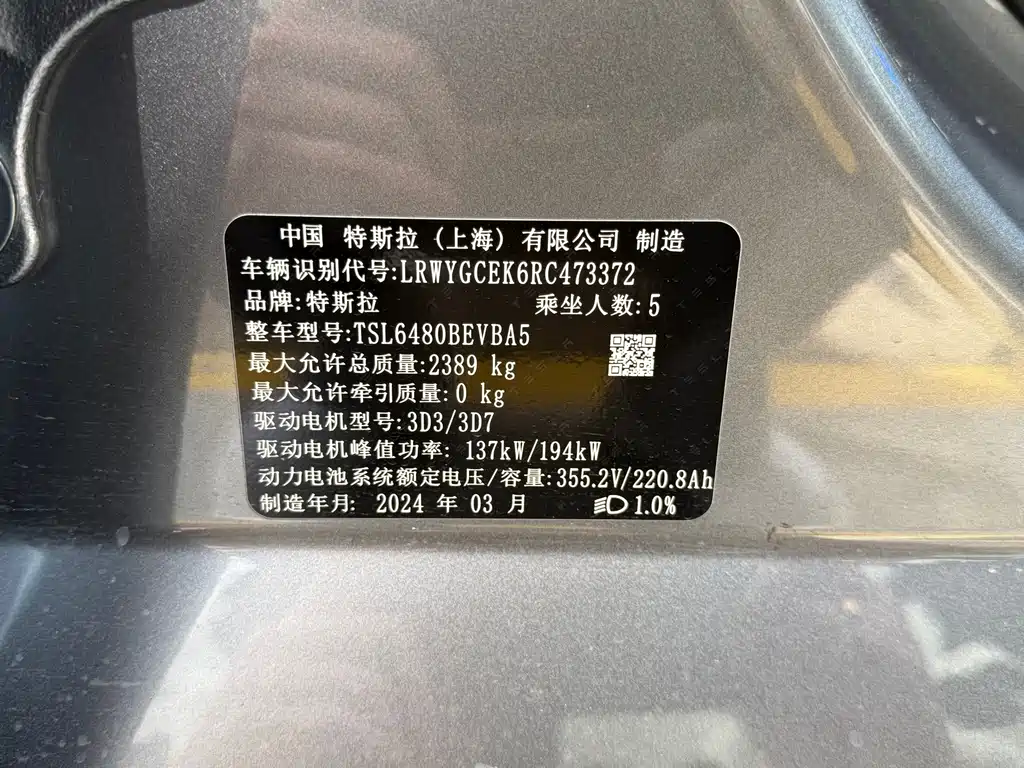 中国 特斯拉 (上海) 有限公司 制造
车辆识别代号:LRWYGCEK6RC473372
品牌:特斯拉 乘坐人数:5
整车型号:TSL6480BEVBA5
最大允许总质量:2389 kg
最大允许牵引质量:0 kg
驱动电机型号:3D3/3D7
驱动电机峰值功率: 137kW/194kW
动力电池系统额定电压/容量:355.2V/220.8Ah
制造年月: 2024 年 03 月 1.0%